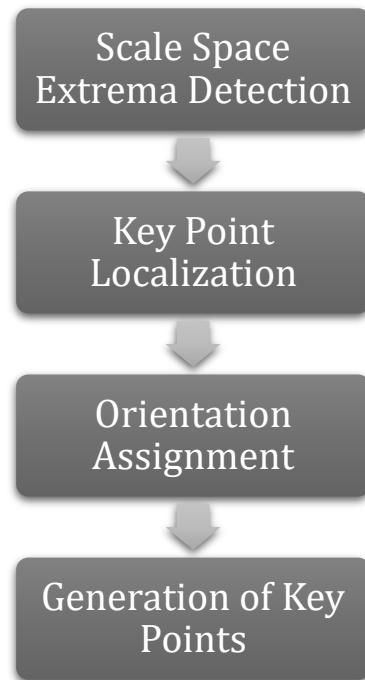 Scale Space
Extrema Detection
Key Point
Localization
Orientation
Assignment
Generation of Key
Points